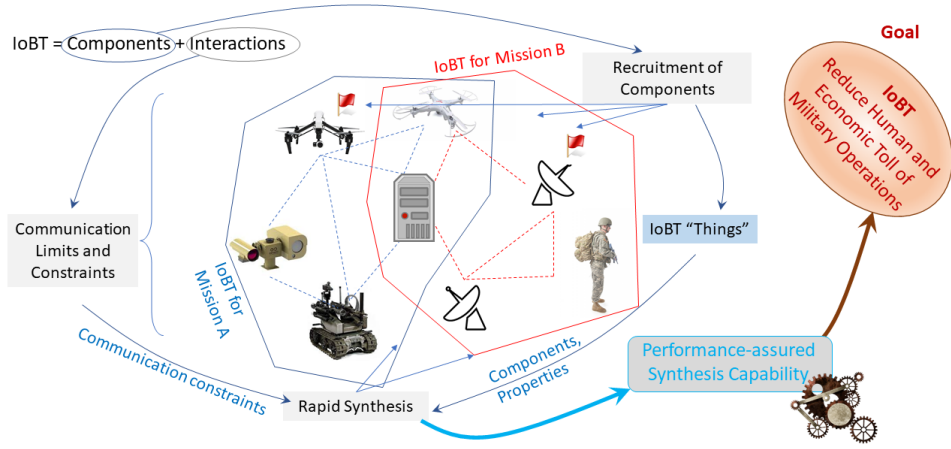 IoBT = Components + Interactions
Goal
IoBT for Mission B
Recruitment of
Components
IoBT
Reduce Human and
Economic Toll of
Military Operations
Communication
Limits and
Constraints
IoBT "Things"
IoBT for
Mission A
Communication constraints
Components,
Properties
Rapid Synthesis
Performance-assured
Synthesis Capability